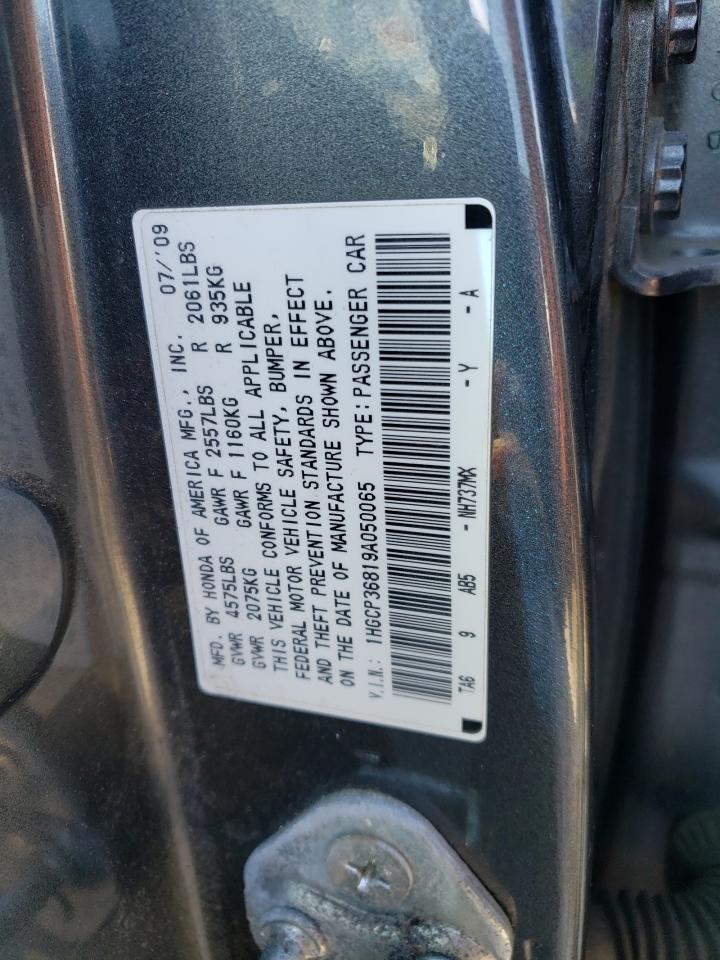 MFD. BY HONDA OF AMERICA MFG., INC. 07/'09
GVWR 4575LBS GAWR F 2557LBS R 2061LBS
GVWR 2075KG GAWR F 1160KG R 935KG
THIS VEHICLE CONFORMS TO ALL APPLICABLE
FEDERAL MOTOR VEHICLE SAFETY, BUMPER,
AND THEFT PREVENTION STANDARDS IN EFFECT
ON THE DATE OF MANUFACTURE SHOWN ABOVE.
V.I.N.: 1HGCP36819A050065 TYPE: PASSENGER CAR
TA6 9 AB5 - NH737MX - Y - A